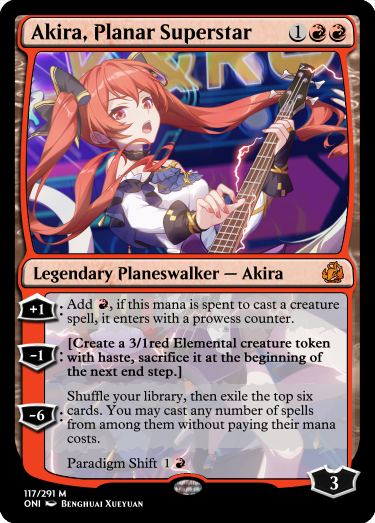 Akira, Planar Superstar 1
Legendary Planeswalker — Akira
+1: Add , if this mana is spent to cast a creature
spell, it enters with a prowess counter.
-1: [Create a 3/1red Elemental creature token
with haste, sacrifice it at the beginning of
the next end step.]
-6: Shuffle your library, then exile the top six
cards. You may cast any number of spells
from among them without paying their mana
costs.
Paradigm Shift 1
3
117/291 M
ONI BENGHUAI XUEYUAN